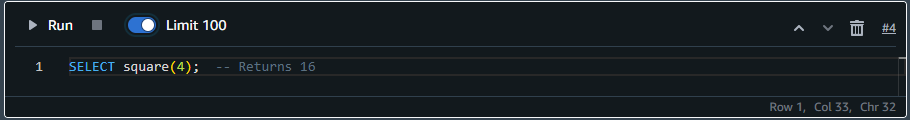 Run Limit 100 #4
1 SELECT square(4);  -- Returns 16
Row 1, Col 33, Chr 32